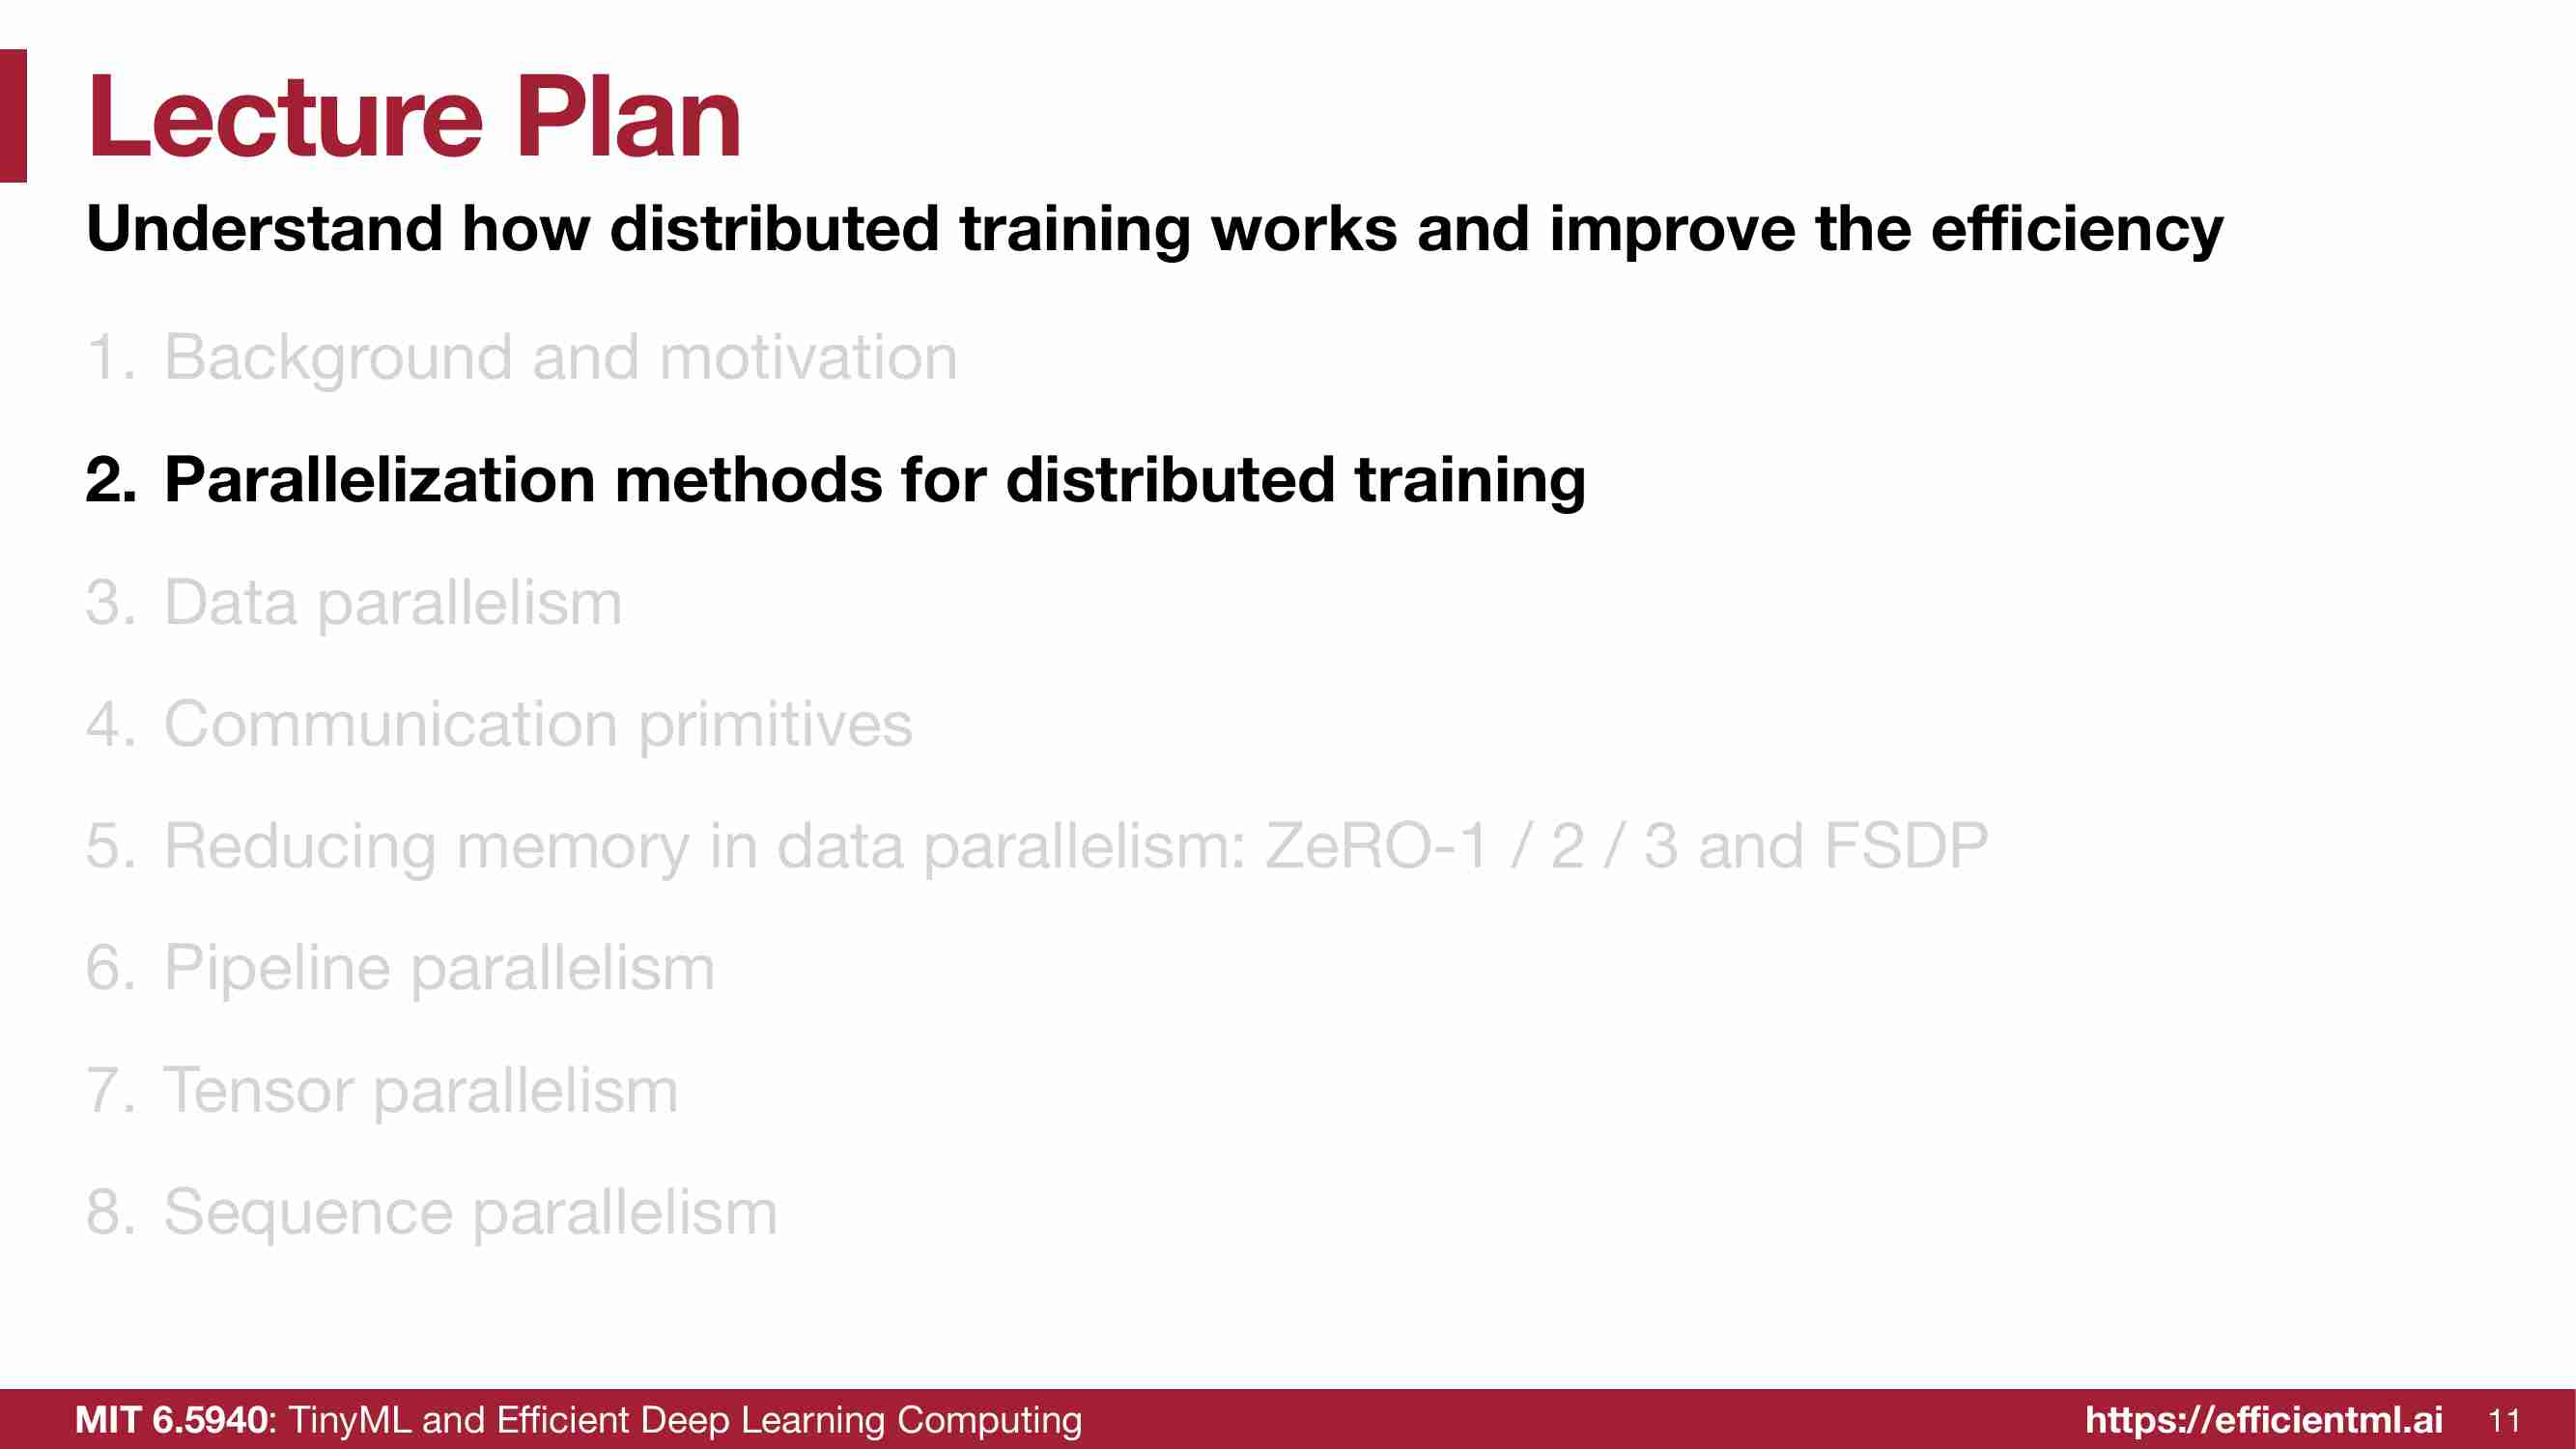 Lecture Plan
Understand how distributed training works and improve the efficiency
1. Background and motivation
2. Parallelization methods for distributed training
3. Data parallelism
4. Communication primitives
5. Reducing memory in data parallelism: ZeRO-1 / 2 / 3 and FSDP
6. Pipeline parallelism
7. Tensor parallelism
8. Sequence parallelism
MIT 6.5940: TinyML and Efficient Deep Learning Computing
https://efficientml.ai 11